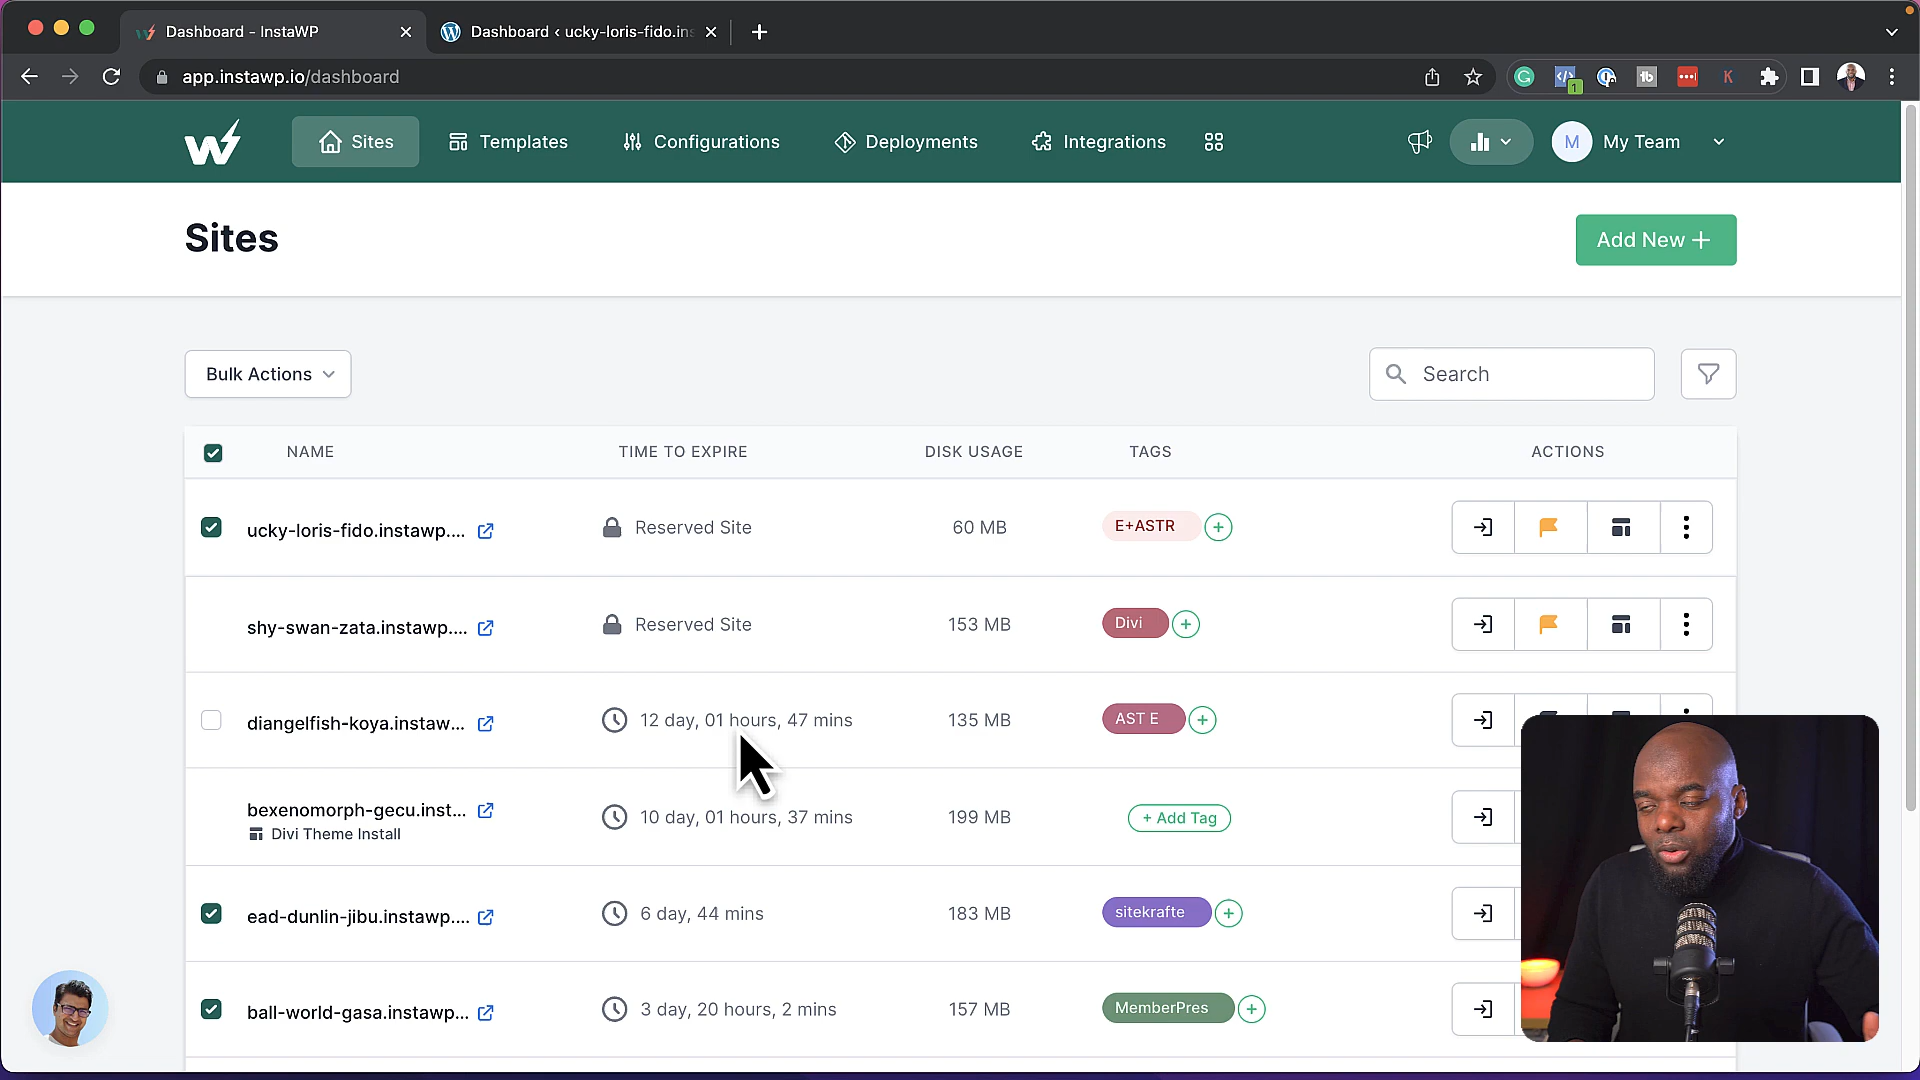 Dashboard - InstaWP
Dashboard ‹ ucky-loris-fido.ins
app.instawp.io/dashboard
1
Sites
Templates
Configurations
Deployments
Integrations
M
My Team
Sites
Add New +
Bulk Actions
Search
NAME
TIME TO EXPIRE
DISK USAGE
TAGS
ACTIONS
ucky-loris-fido.instawp....
Reserved Site
60 MB
E+ASTR
shy-swan-zata.instawp....
Reserved Site
153 MB
Divi
diangelfish-koya.instaw...
12 day, 01 hours, 47 mins
135 MB
AST E
bexenomorph-gecu.inst...
Divi Theme Install
10 day, 01 hours, 37 mins
199 MB
+ Add Tag
ead-dunlin-jibu.instawp....
6 day, 44 mins
183 MB
sitekrafte
ball-world-gasa.instawp...
3 day, 20 hours, 2 mins
157 MB
MemberPres